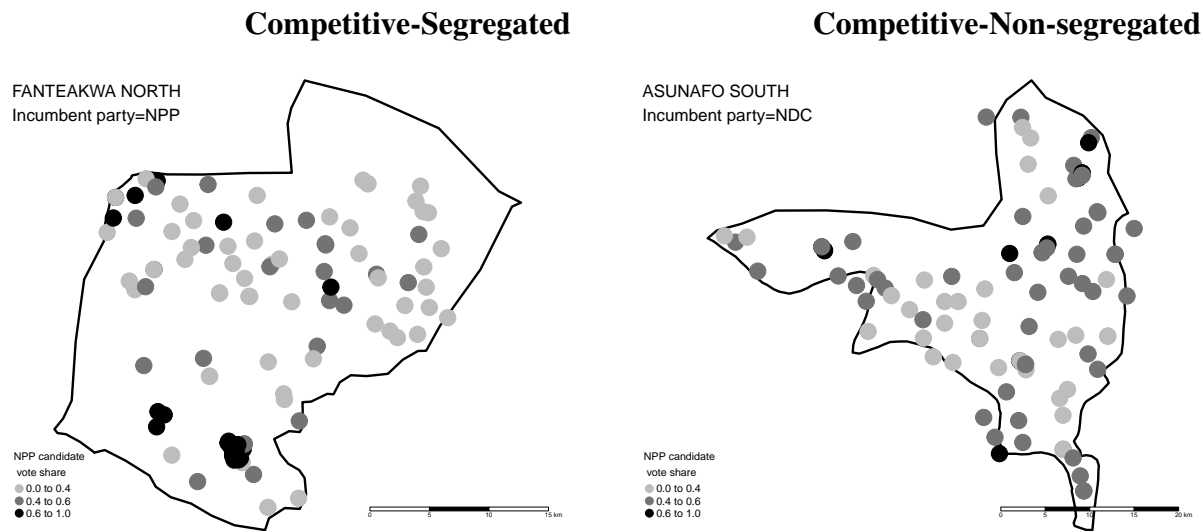 Competitive-Segregated
Competitive-Non-segregated
FANTEAKWA NORTH
Incumbent party=NPP
NPP candidate
vote share
0.0 to 0.4
0.4 to 0.6
0.6 to 1.0
0 5 10 15 km
ASUNAFO SOUTH
Incumbent party=NDC
NPP candidate
vote share
0.0 to 0.4
0.4 to 0.6
0.6 to 1.0
0 5 10 15 20 km